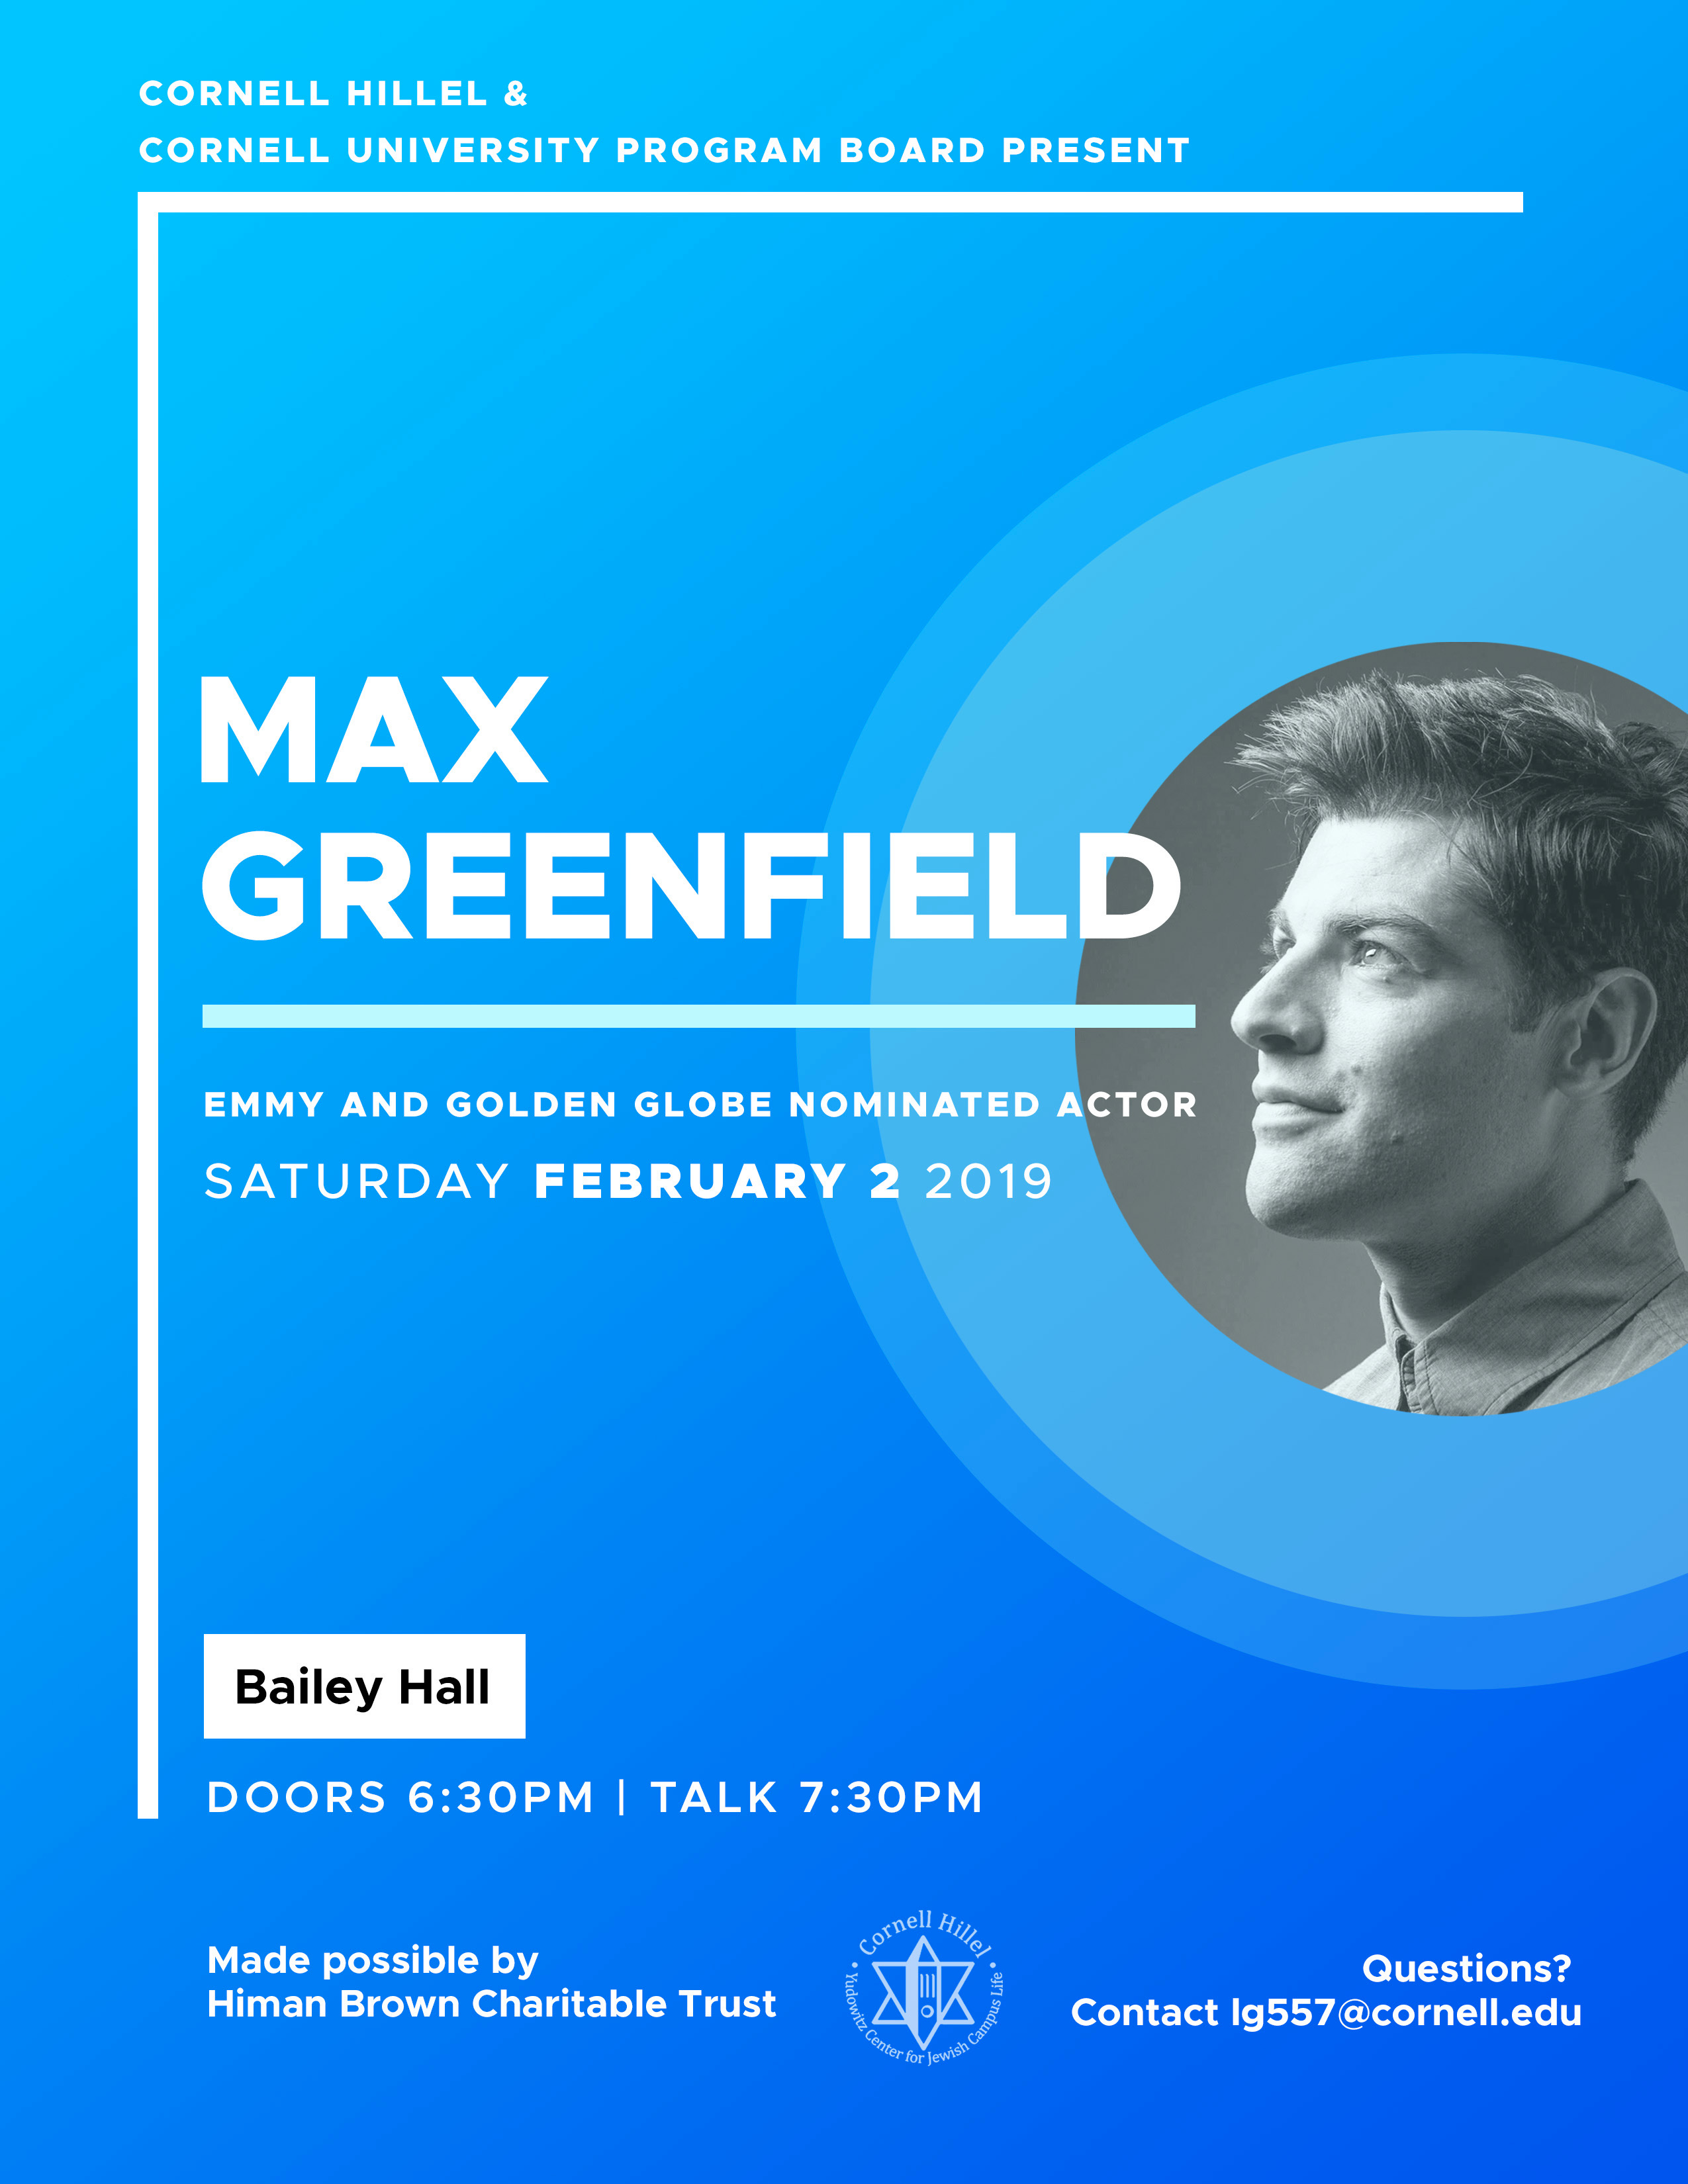 CORNELL HILLEL &
CORNELL UNIVERSITY PROGRAM BOARD PRESENT
MAX
GREENFIELD
EMMY AND GOLDEN GLOBE NOMINATED ACTOR
SATURDAY FEBRUARY 2 2019
Bailey Hall
DOORS 6:30PM | TALK 7:30PM
Made possible by
Himan Brown Charitable Trust
Cornell Hillel
• Yudowitz Center for Jewish Campus Life •
Questions?
Contact lg557@cornell.edu